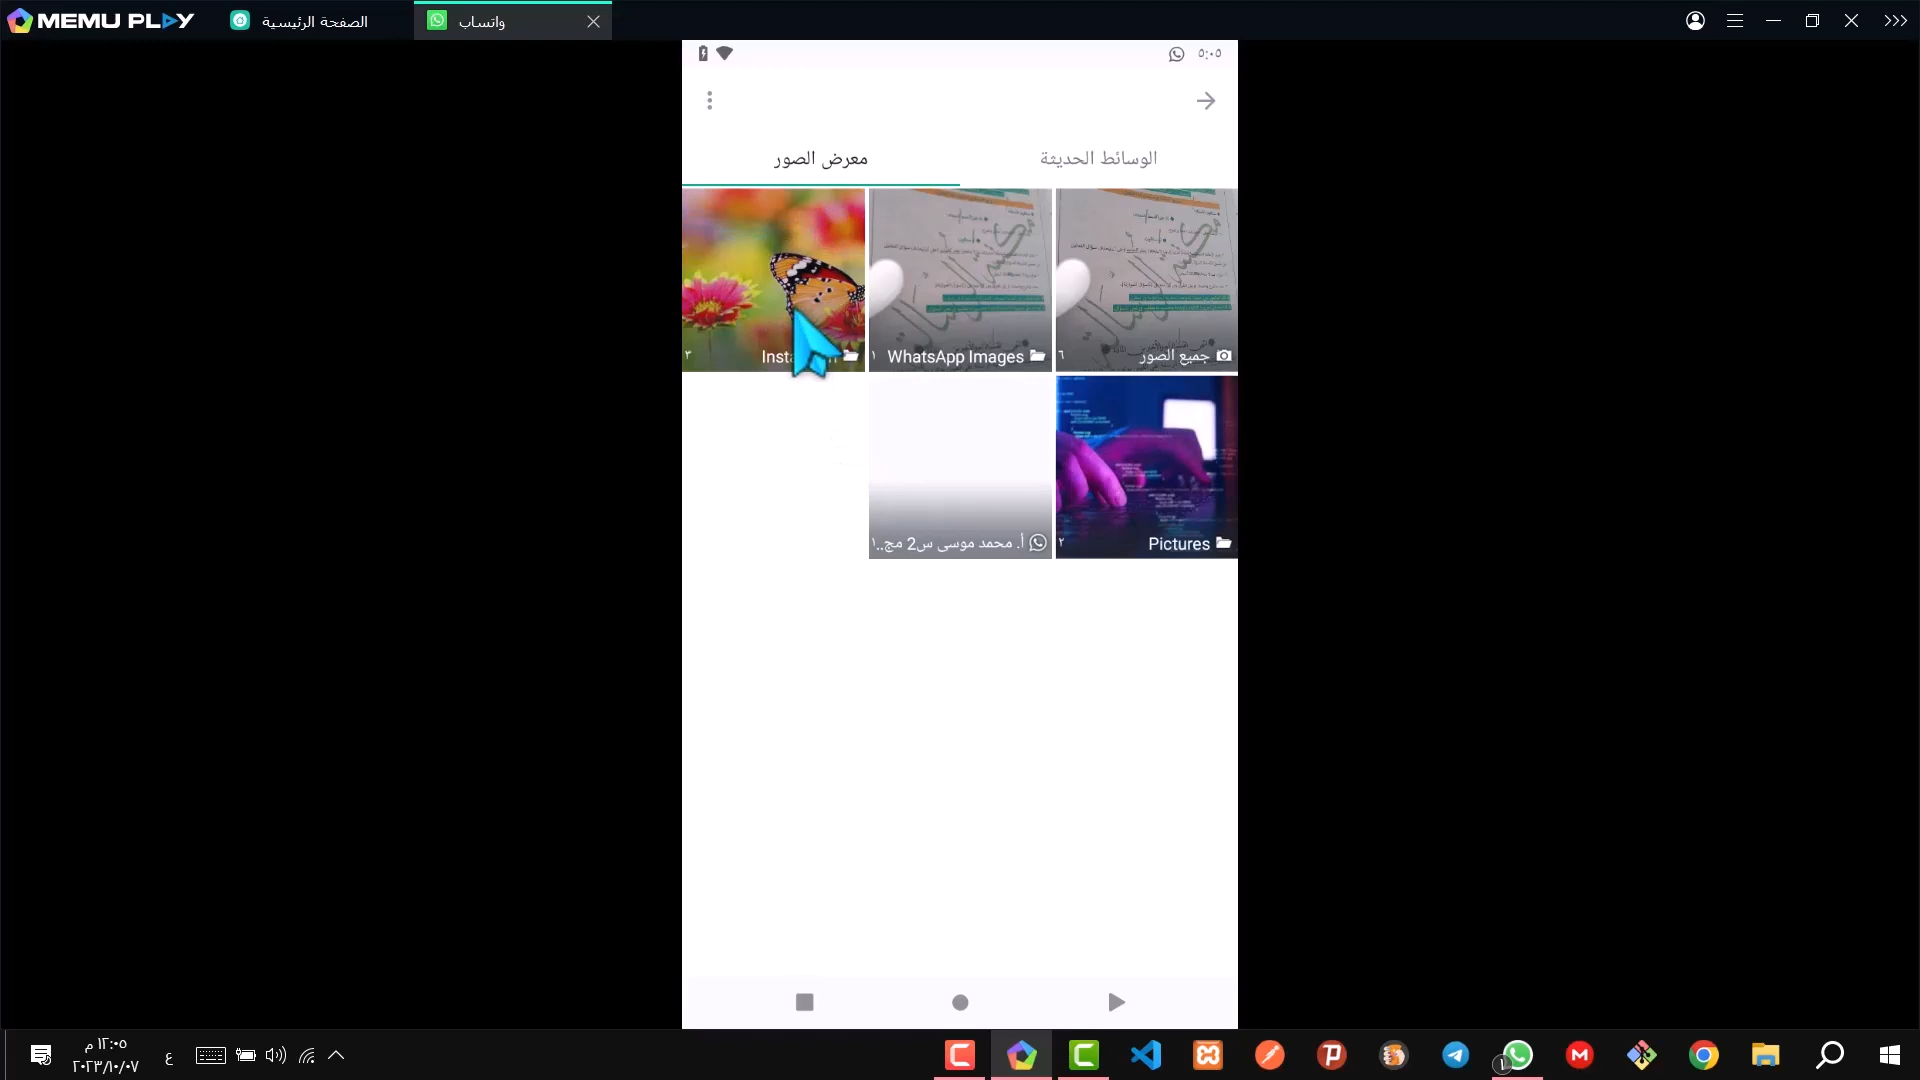 MEMU PLAY
الصفحة الرئيسية
واتساب
٥:٠٥
الوسائط الحديثة
معرض الصور
جميع الصور
٦
WhatsApp Images
١
٣
Pictures
٢
أ. محمد موسى س2 مج..
١
١٢:٠٥ م
٢٠٢٣/١٠/٠٧
ع
١